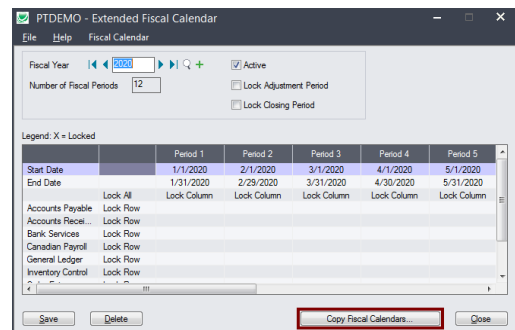 PTDEMO - Extended Fiscal Calendar
File Help Fiscal Calendar
Fiscal Year 2020 Active
Number of Fiscal Periods 12 Lock Adjustment Period
Lock Closing Period
Legend: X = Locked
Period 1 Period 2 Period 3 Period 4 Period 5
Start Date 1/1/2020 2/1/2020 3/1/2020 4/1/2020 5/1/2020
End Date 1/31/2020 2/29/2020 3/31/2020 4/30/2020 5/31/2020
Lock All Lock Column Lock Column Lock Column Lock Column Lock Column
Accounts Payable Lock Row
Accounts Recei... Lock Row
Bank Services Lock Row
Canadian Payroll Lock Row
General Ledger Lock Row
Inventory Control Lock Row
Save Delete Copy Fiscal Calendars... Close